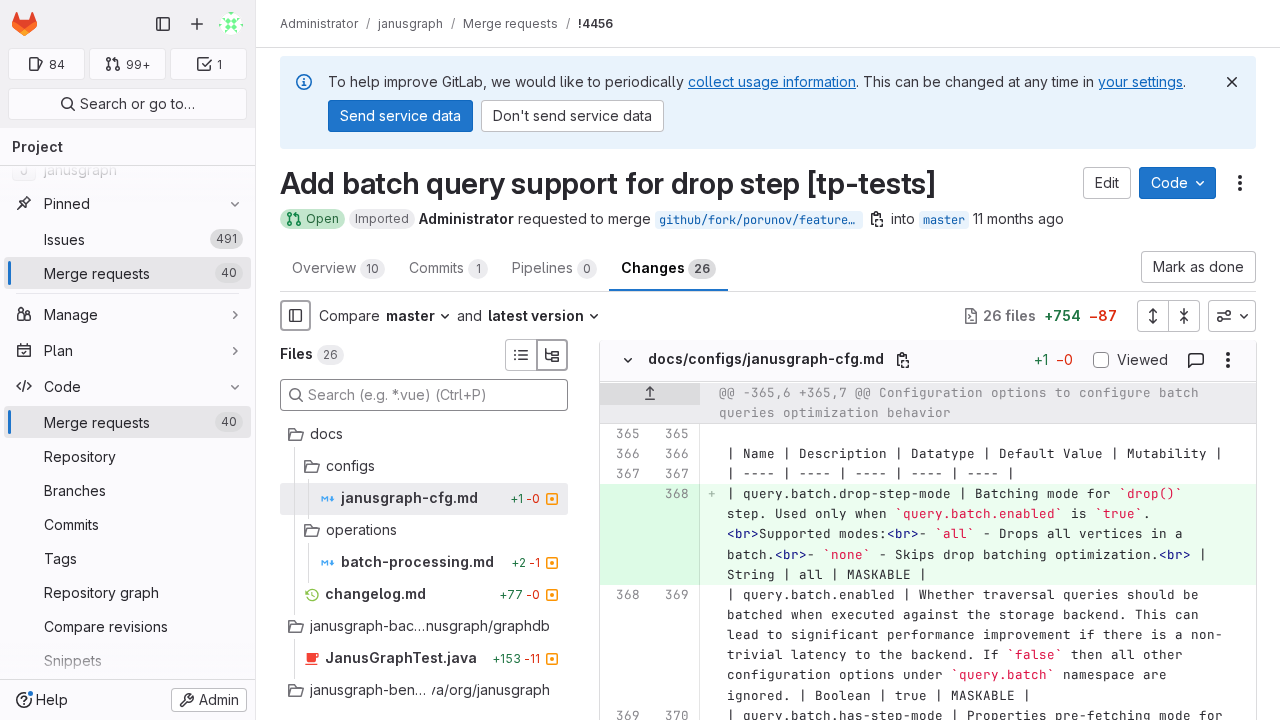 Administrator / janusgraph / Merge requests / !4456
84
99+
1
Search or go to…
Project
J janusgraph
Pinned
Issues 491
Merge requests 40
Manage
Plan
Code
Merge requests 40
Repository
Branches
Commits
Tags
Repository graph
Compare revisions
Snippets
Help
Admin
To help improve GitLab, we would like to periodically collect usage information. This can be changed at any time in your settings.
Send service data
Don't send service data
Add batch query support for drop step [tp-tests]
Edit
Code
Open Imported Administrator requested to merge github/fork/porunov/feature… into master 11 months ago
Overview 10
Commits 1
Pipelines 0
Changes 26
Mark as done
Compare master and latest version
26 files +754 −87
Files 26
Search (e.g. *.vue) (Ctrl+P)
docs
configs
janusgraph-cfg.md +1 -0
operations
batch-processing.md +2 -1
changelog.md +77 -0
janusgraph-bac…nusgraph/graphdb
JanusGraphTest.java +153 -11
janusgraph-ben… ʻa/org/janusgraph
docs/configs/janusgraph-cfg.md
+1 −0
Viewed
@@ -365,6 +365,7 @@ Configuration options to configure batch
queries optimization behavior
365 365
366 366 | Name | Description | Datatype | Default Value | Mutability |
367 367 | ---- | ---- | ---- | ---- | ---- |
368 + | query.batch.drop-step-mode | Batching mode for `drop()`
step. Used only when `query.batch.enabled` is `true`.
<br>Supported modes:<br>- `all` - Drops all vertices in a
batch.<br>- `none` - Skips drop batching optimization.<br> |
String | all | MASKABLE |
368 369 | query.batch.enabled | Whether traversal queries should be
batched when executed against the storage backend. This can
lead to significant performance improvement if there is a non-
trivial latency to the backend. If `false` then all other
configuration options under `query.batch` namespace are
ignored. | Boolean | true | MASKABLE |
369 370 | query.batch.has-step-mode | Properties pre-fetching mode for